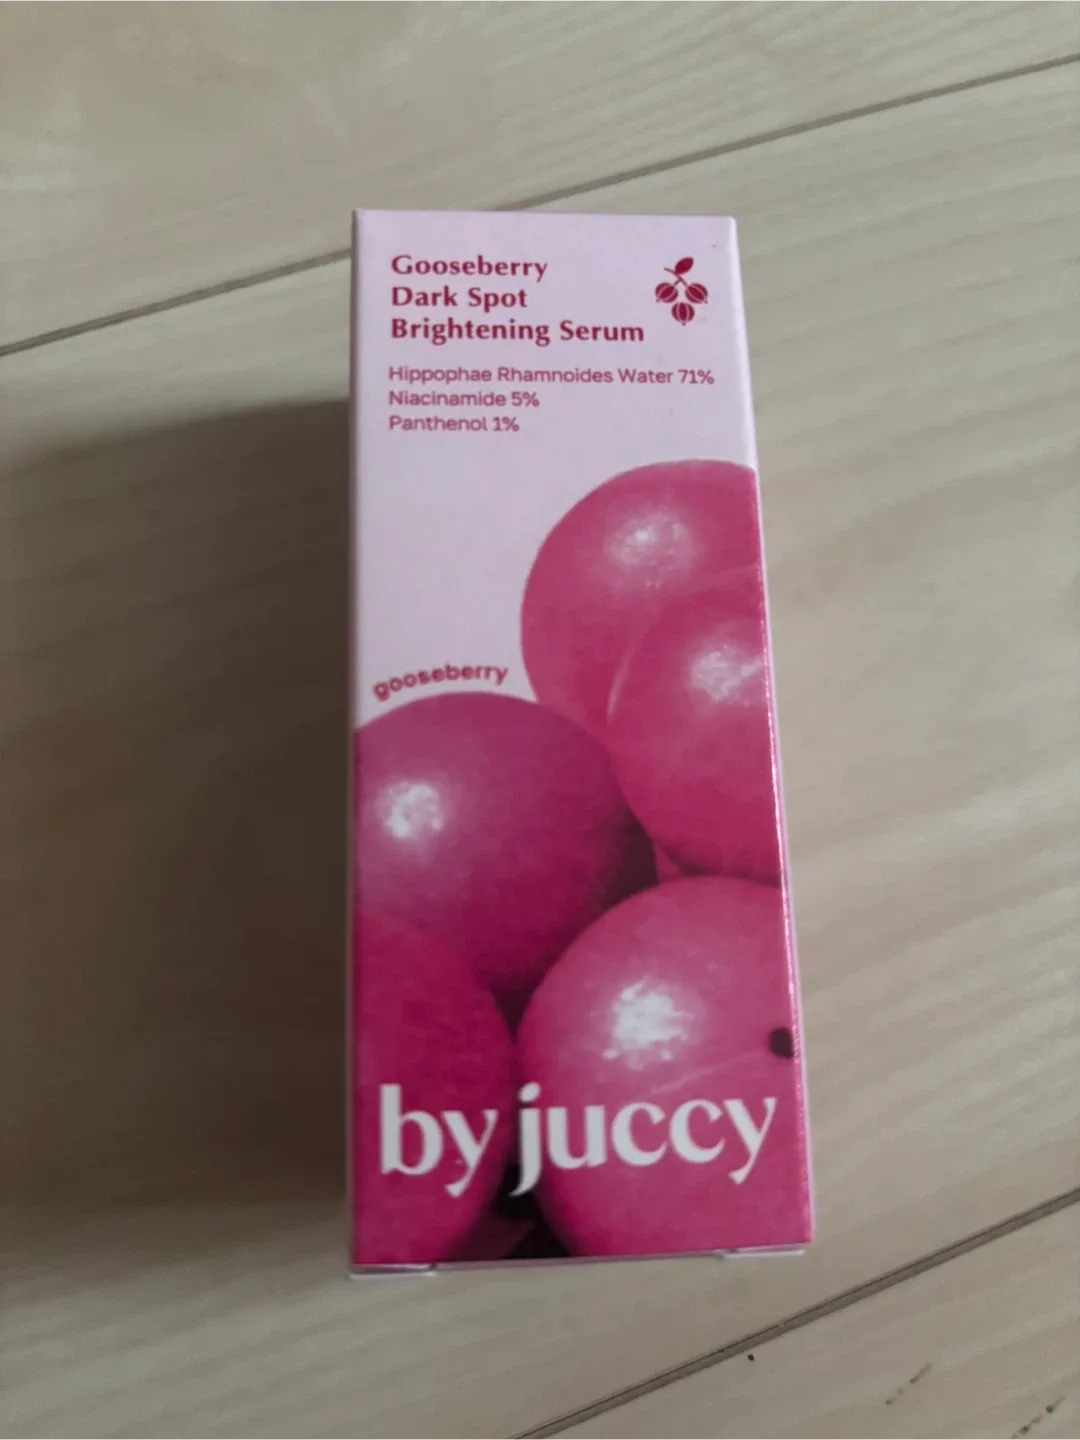 Gooseberry
Dark Spot
Brightening Serum
Hippophae Rhamnoides Water 71%
Niacinamide 5%
Panthenol 1%
gooseberry
by juccy